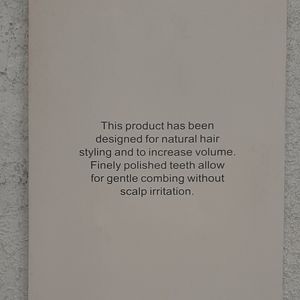 This product has been
designed for natural hair
styling and to increase volume.
Finely polished teeth allow
for gentle combing without
scalp irritation.